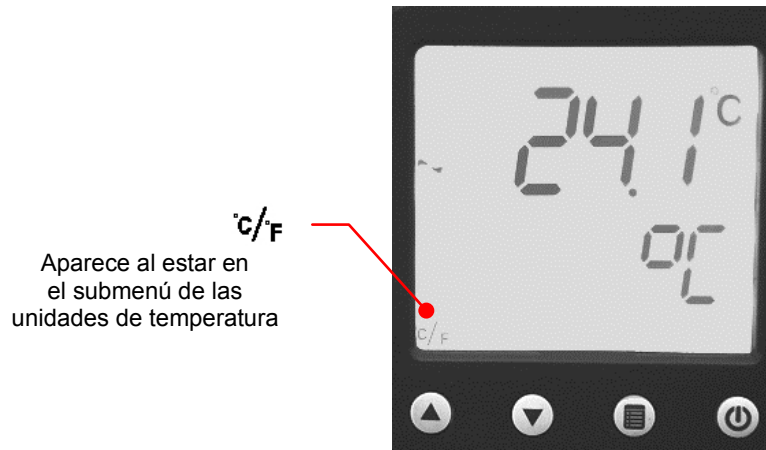 24.1 °C
°C/°F
Aparece al estar en
el submenú de las
unidades de temperatura
°C
C/F